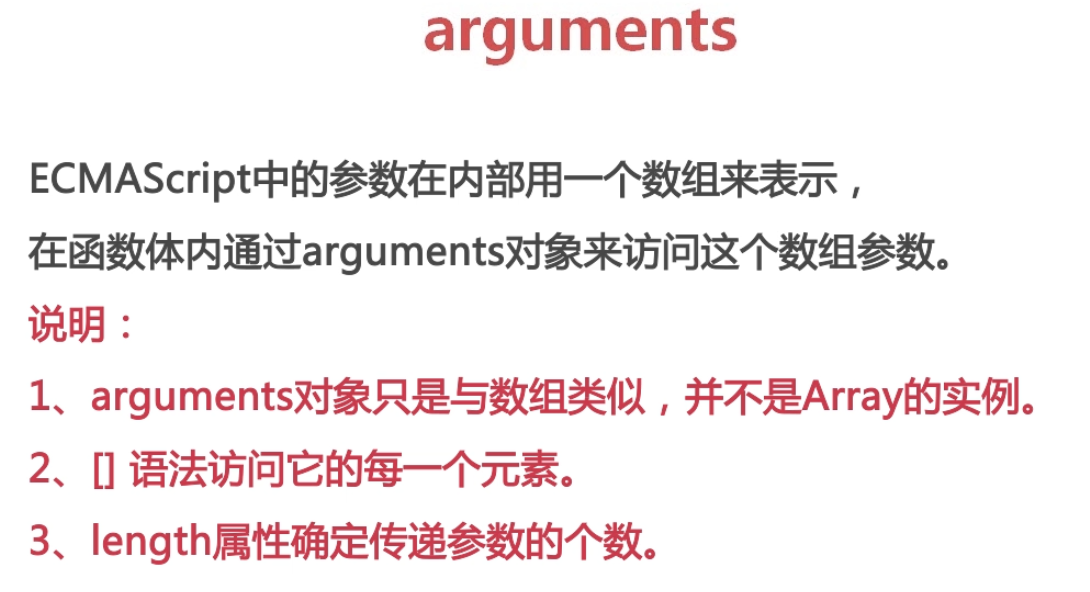 arguments
ECMAScript中的参数在内部用一个数组来表示，
在函数体内通过arguments对象来访问这个数组参数。
说明：
1、arguments对象只是与数组类似，并不是Array的实例。
2、[] 语法访问它的每一个元素。
3、length属性确定传递参数的个数。